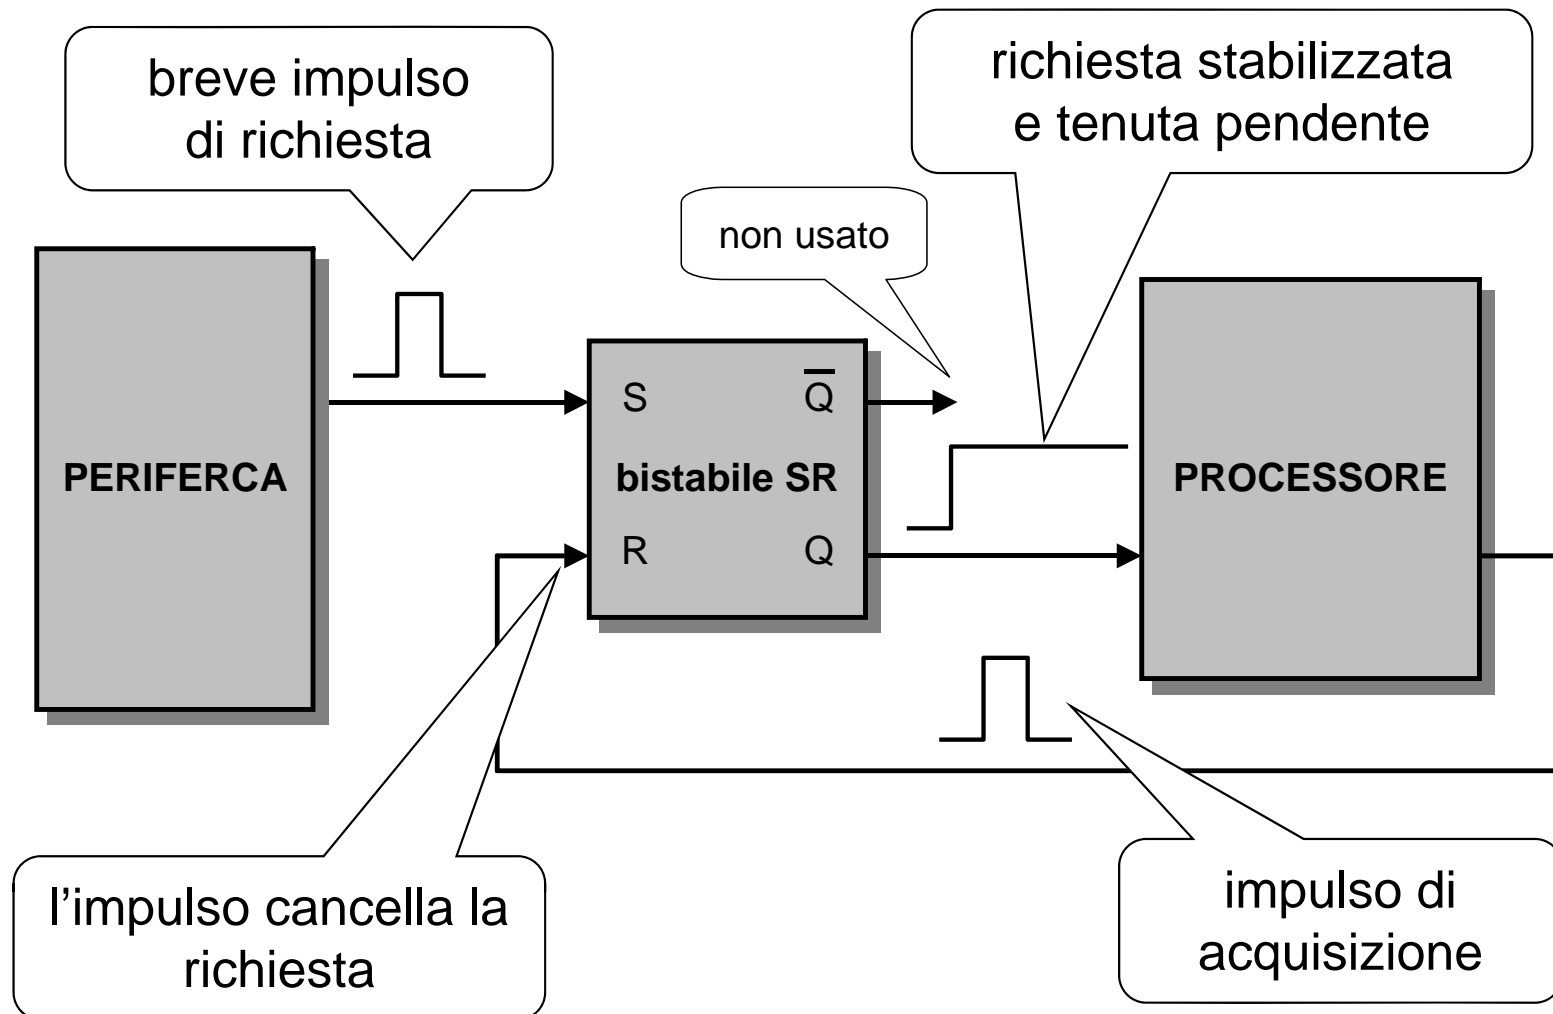 breve impulso
di richiesta
richiesta stabilizzata
e tenuta pendente
non usato
PERIFERCA
S
Q̅
bistabile SR
R
Q
PROCESSORE
l'impulso cancella la
richiesta
impulso di
acquisizione